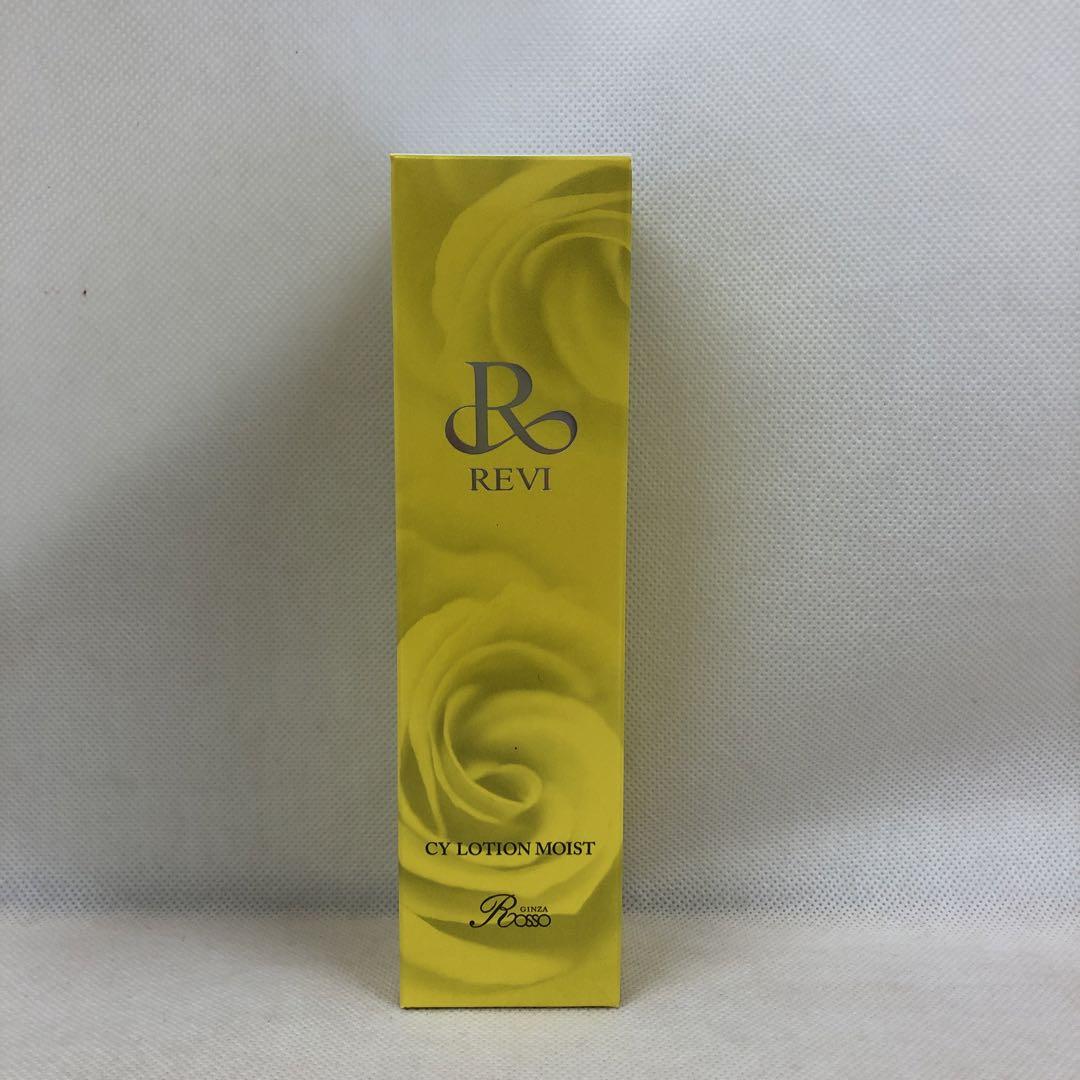 R
REVI
CY LOTION MOIST
GINZA
Rosso